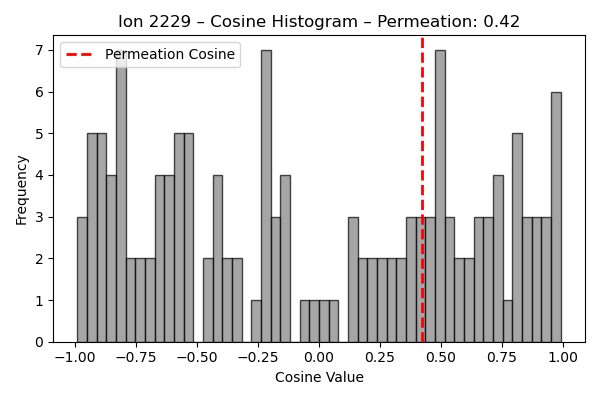 Ion 2229 – Cosine Histogram – Permeation: 0.42
Permeation Cosine
Frequency
7
6
5
4
3
2
1
0
−1.00 −0.75 −0.50 −0.25 0.00 0.25 0.50 0.75 1.00
Cosine Value